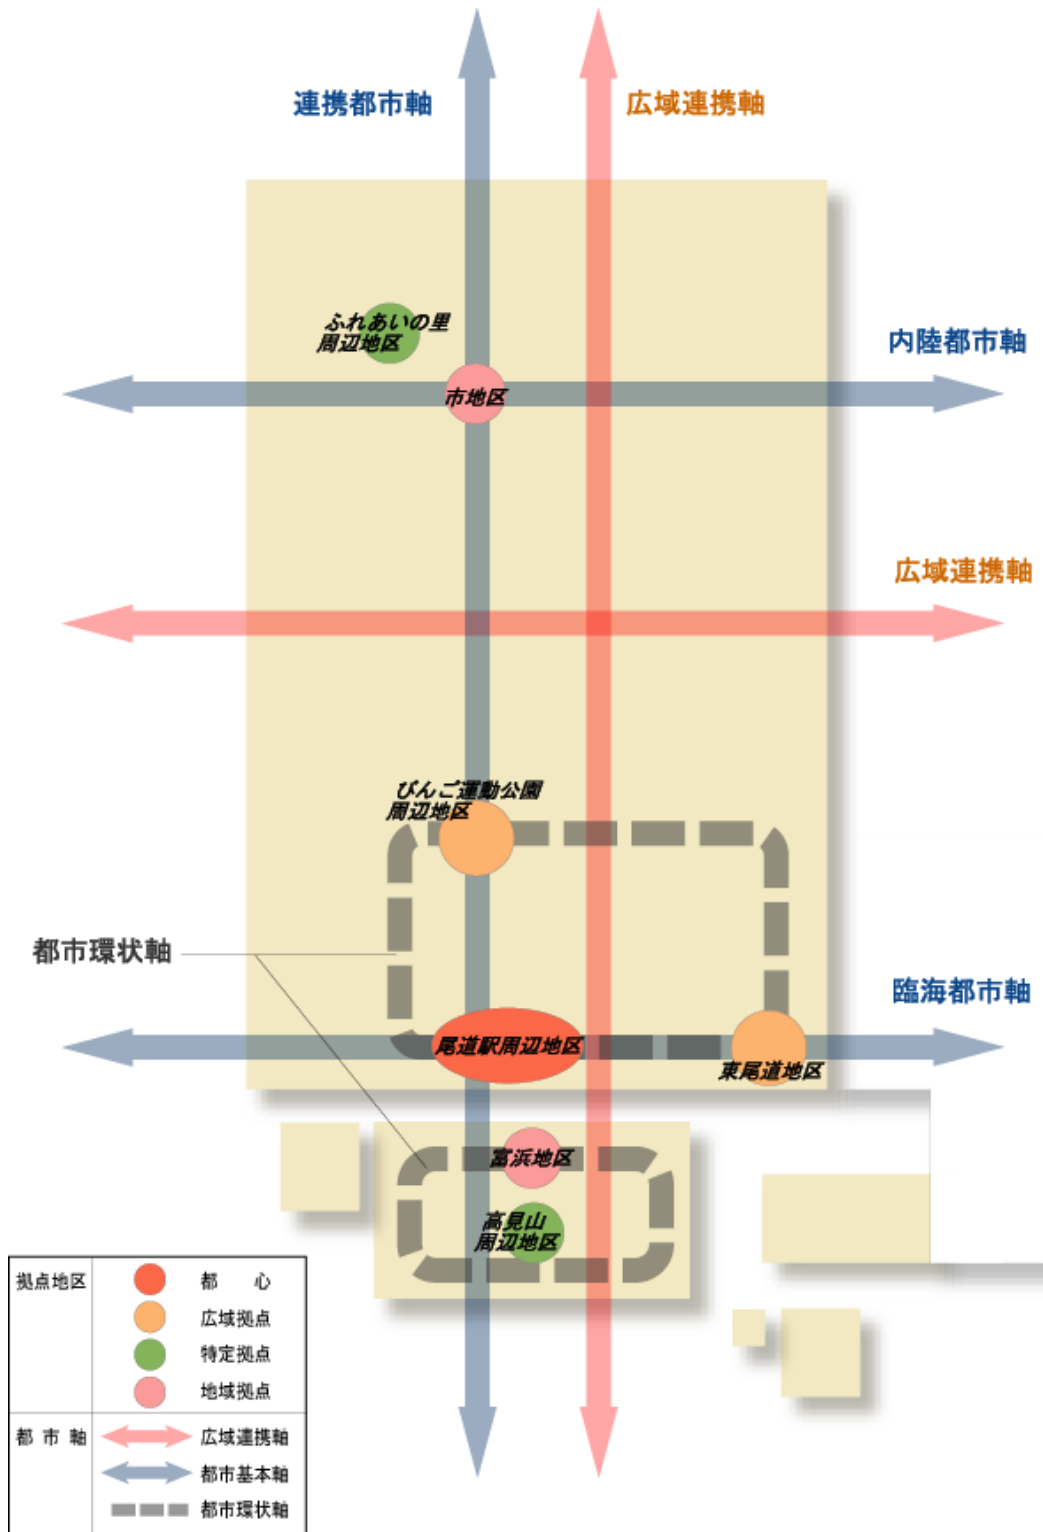 連携都市軸
広域連携軸
ふれあいの里
周辺地区
内陸都市軸
市地区
広域連携軸
びんご運動公園
周辺地区
都市環状軸
臨海都市軸
尾道駅周辺地区
東尾道地区
富浜地区
高見山
周辺地区
拠点地区
都 心
広域拠点
特定拠点
地域拠点
都市軸
広域連携軸
都市基本軸
都市環状軸